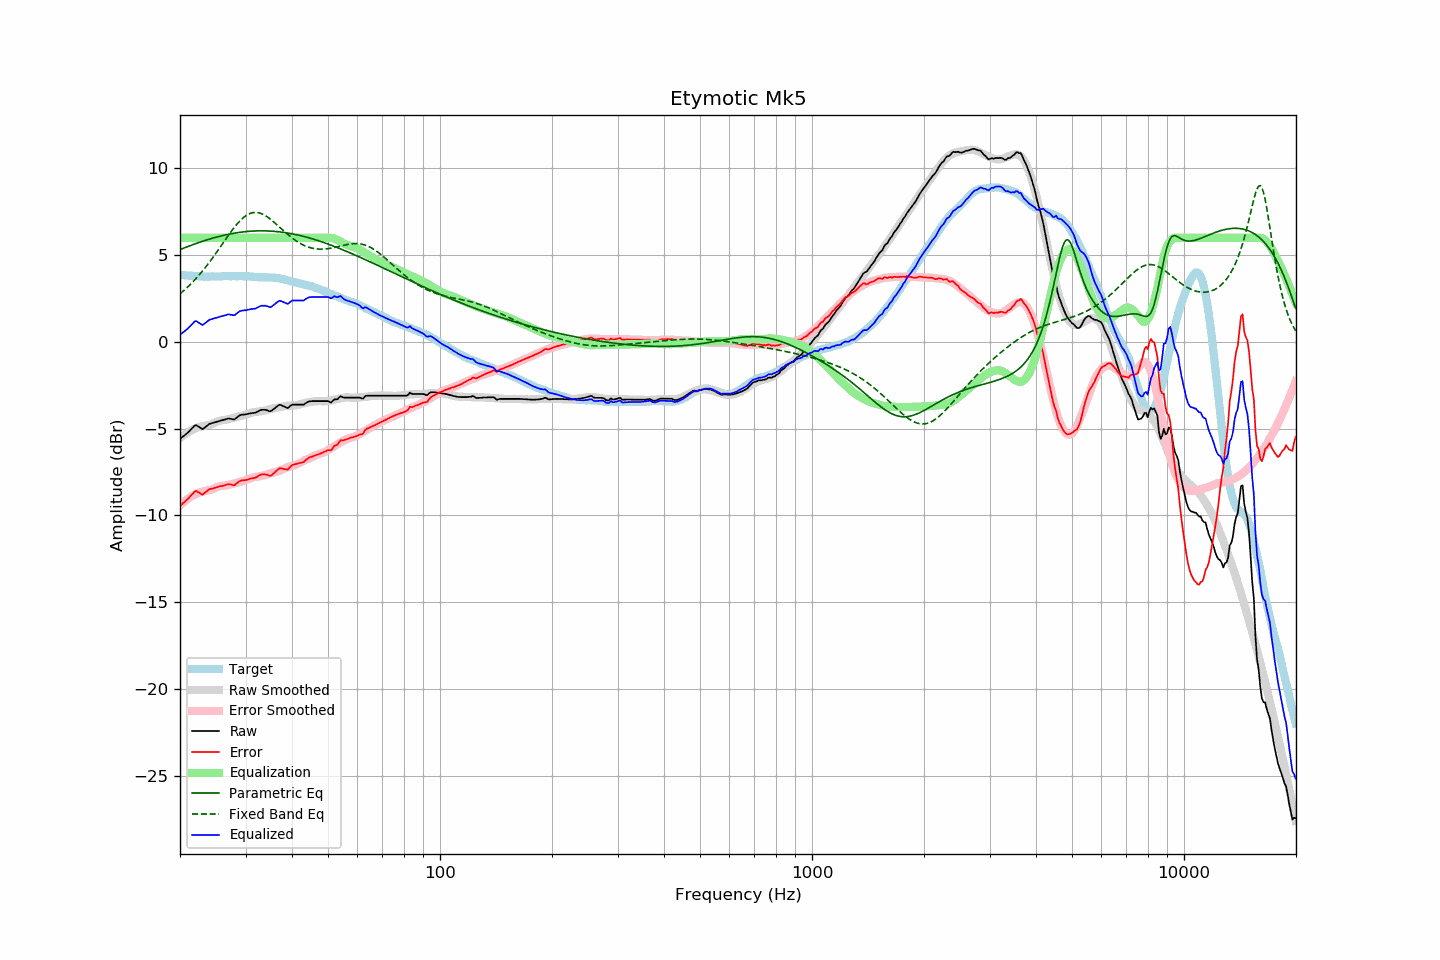 Etymotic Mk5
10
5
0
−5
−10
−15
−20
−25
Amplitude (dBr)
Target
Raw Smoothed
Error Smoothed
Raw
Error
Equalization
Parametric Eq
Fixed Band Eq
Equalized
100
1000
10000
Frequency (Hz)